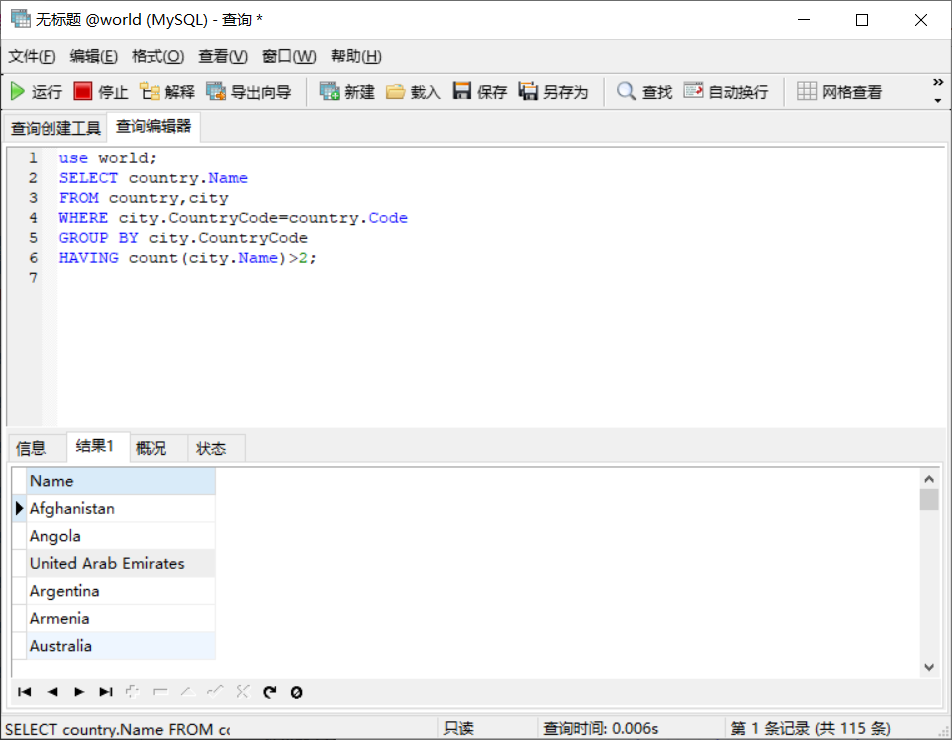 无标题 @world (MySQL) - 查询 *
文件(F) 编辑(E) 格式(O) 查看(V) 窗口(W) 帮助(H)
运行 停止 解释 导出向导 新建 载入 保存 另存为 查找 自动换行 网格查看 »
查询创建工具 查询编辑器
1 use world;
2 SELECT country.Name
3 FROM country,city
4 WHERE city.CountryCode=country.Code
5 GROUP BY city.CountryCode
6 HAVING count(city.Name)>2;
7
信息 结果1 概况 状态
Name
Afghanistan
Angola
United Arab Emirates
Argentina
Armenia
Australia
SELECT country.Name FROM cc 只读 查询时间: 0.006s 第 1 条记录 (共 115 条)